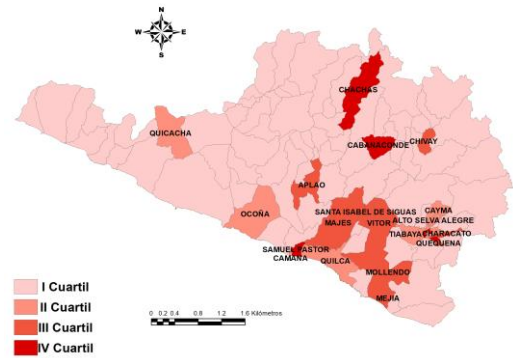 N
W E
S
CHACHAS
QUICACHA
CABARACONDE
CHIVAY
APLAO
OCOÑA
SANTA ISABEL DE SIGUAS
CAYMA
MAJES
VITOR
ALTO SELVA ALEGRE
TIABAYA
CHARACATO
SAMUEL PASTOR
QUEQUENA
CAMANA
QUILCA
MOLLENDO
MEJIA
I Cuartil
II Cuartil
III Cuartil
IV Cuartil
0 0.2 0.4 0.8 1.2 1.6 Kilómetros